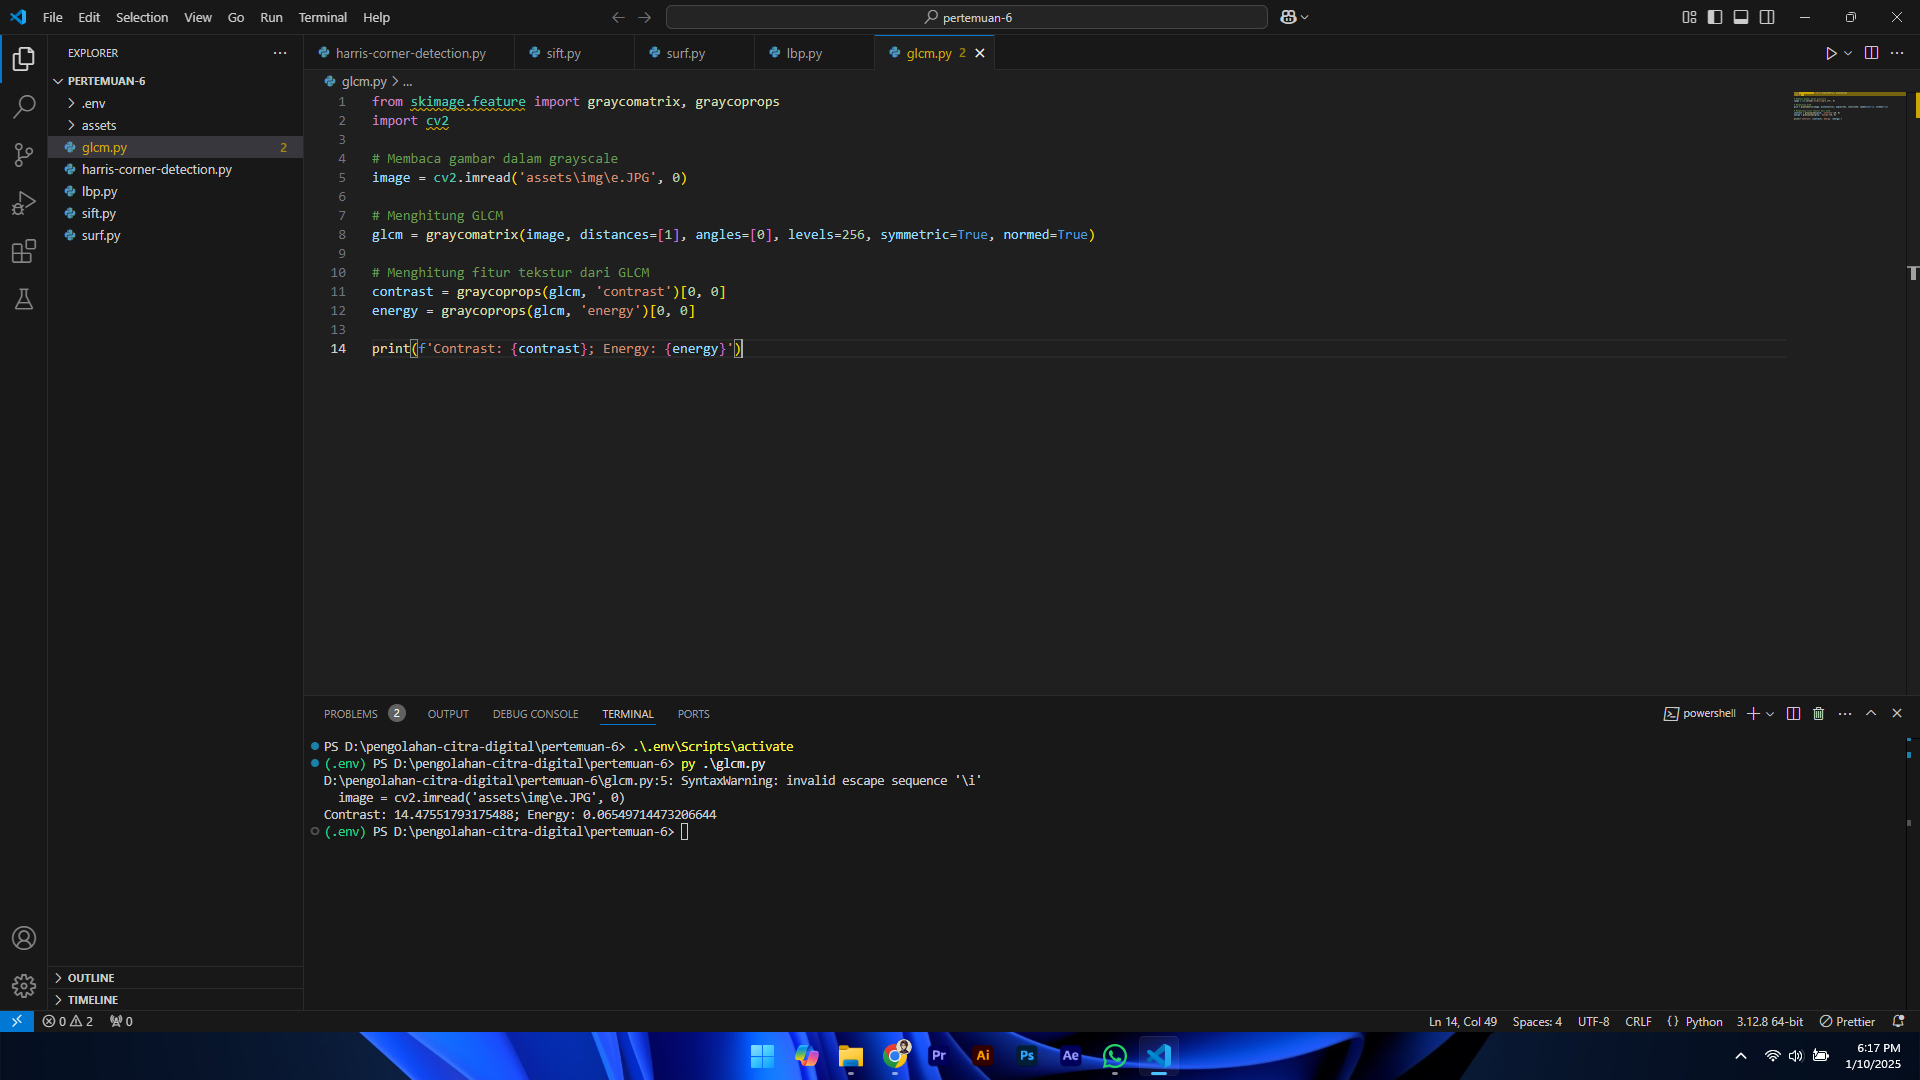 File Edit Selection View Go Run Terminal Help
pertemuan-6
EXPLORER
PERTEMUAN-6
.env
assets
glcm.py 2
harris-corner-detection.py
lbp.py
sift.py
surf.py
OUTLINE
TIMELINE
harris-corner-detection.py sift.py surf.py lbp.py glcm.py 2
glcm.py > ...
1 from skimage.feature import graycomatrix, graycoprops
2 import cv2
3
4 # Membaca gambar dalam grayscale
5 image = cv2.imread('assets\img\e.JPG', 0)
6
7 # Menghitung GLCM
8 glcm = graycomatrix(image, distances=[1], angles=[0], levels=256, symmetric=True, normed=True)
9
10 # Menghitung fitur tekstur dari GLCM
11 contrast = graycoprops(glcm, 'contrast')[0, 0]
12 energy = graycoprops(glcm, 'energy')[0, 0]
13
14 print(f'Contrast: {contrast}; Energy: {energy}')
PROBLEMS 2 OUTPUT DEBUG CONSOLE TERMINAL PORTS
powershell
PS D:\pengolahan-citra-digital\pertemuan-6> .\.env\Scripts\activate
(.env) PS D:\pengolahan-citra-digital\pertemuan-6> py .\glcm.py
D:\pengolahan-citra-digital\pertemuan-6\glcm.py:5: SyntaxWarning: invalid escape sequence '\i'
image = cv2.imread('assets\img\e.JPG', 0)
Contrast: 14.47551793175488; Energy: 0.06549714473206644
(.env) PS D:\pengolahan-citra-digital\pertemuan-6>
0 2 0
Ln 14, Col 49 Spaces: 4 UTF-8 CRLF {} Python 3.12.8 64-bit Prettier
Pr Ai Ps Ae
6:17 PM
1/10/2025